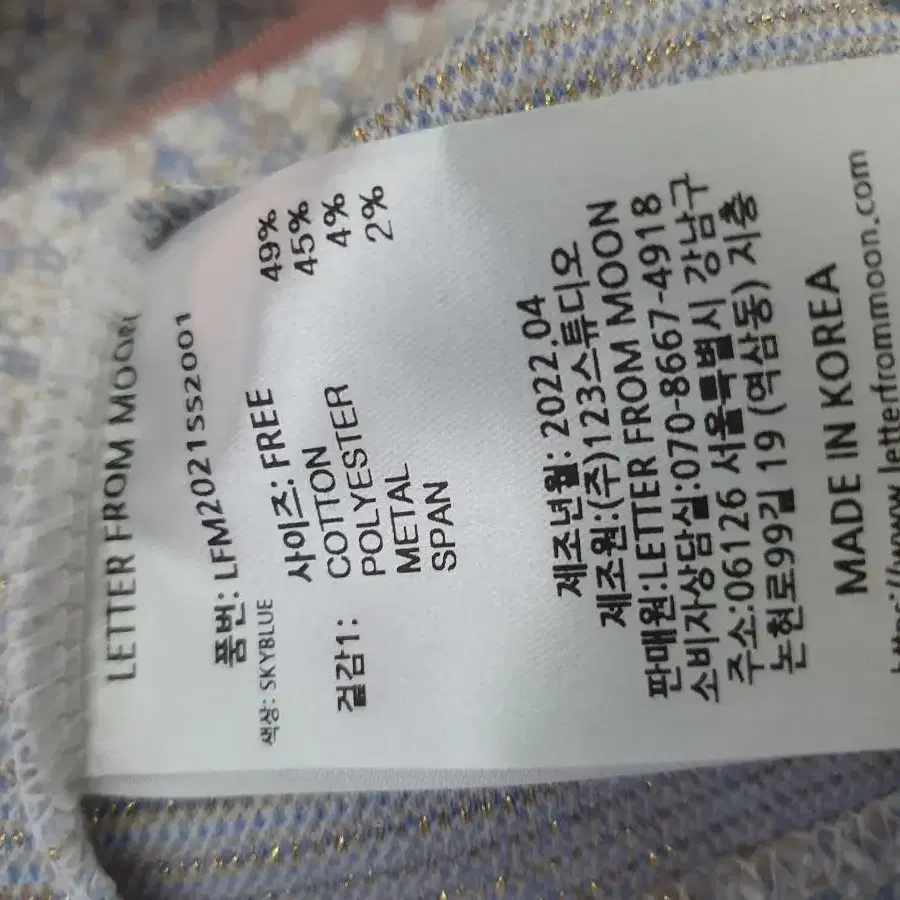 LETTER FROM MOON
품번: LFM2021SS2001
색상: SKYBLUE 사이즈: FREE
겉감1: COTTON 49%
POLYESTER 45%
METAL 4%
SPAN 2%
제조년월: 2022.04
제조원:(주)123스튜디오
판매원:LETTER FROM MOON
소비자상담실:070-8667-4918
주소:06126 서울특별시 강남구
논현로99길 19 (역삼동) 지층
MADE IN KOREA
https://www.letterfrommoon.com